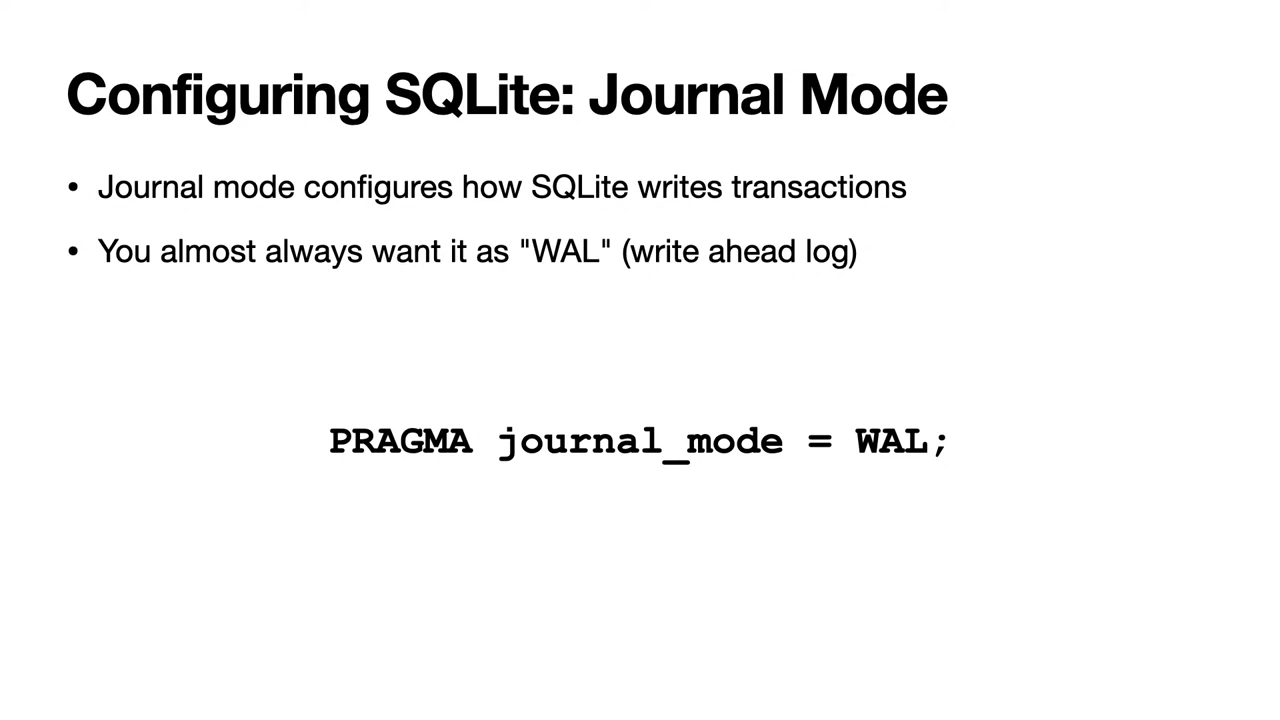 Configuring SQLite: Journal Mode
• Journal mode configures how SQLite writes transactions
• You almost always want it as "WAL" (write ahead log)
PRAGMA journal_mode = WAL;